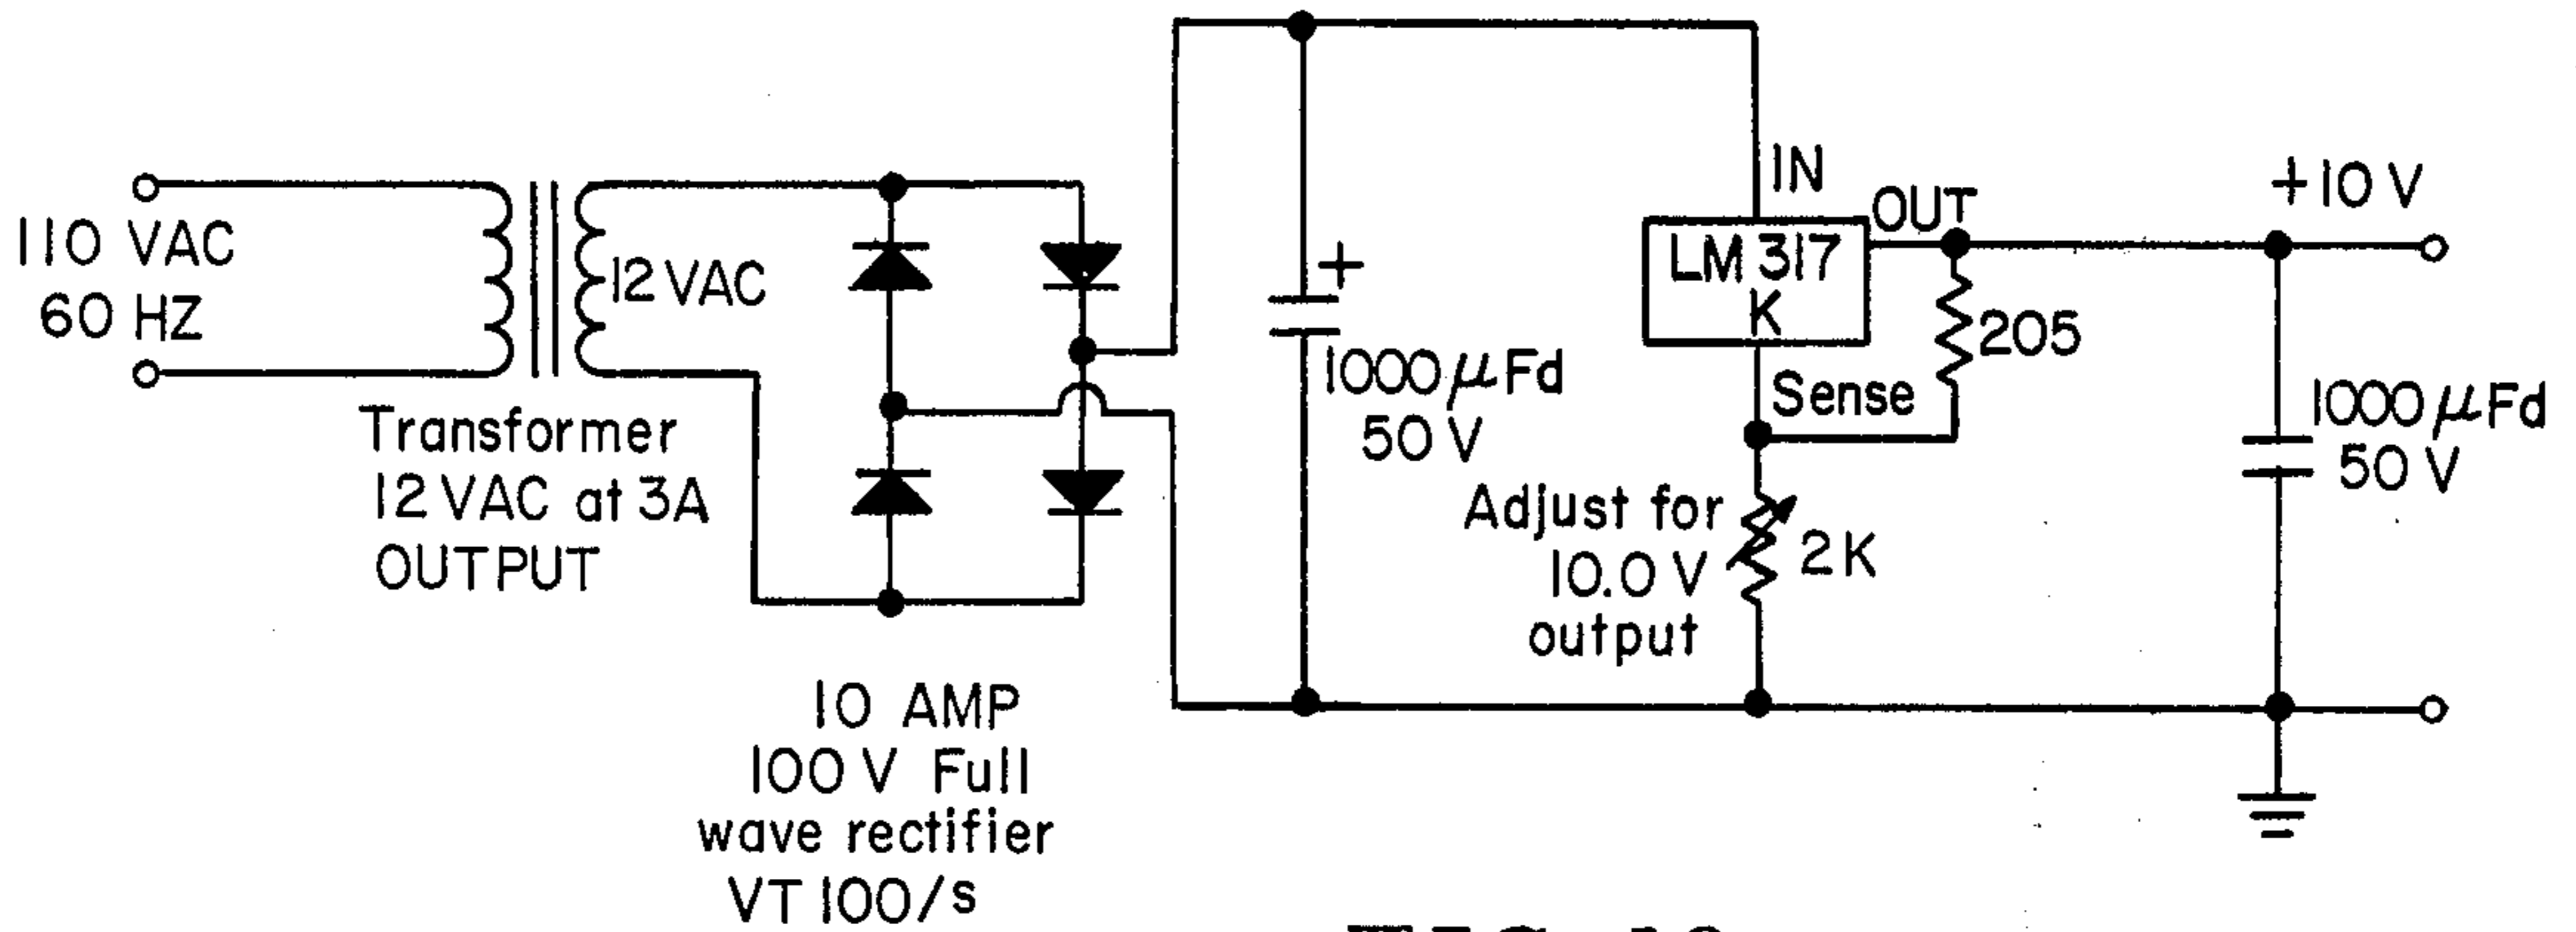 110 VAC
60 HZ
Transformer
12 VAC at 3A
OUTPUT
12 VAC
10 AMP
100 V Full
wave rectifier
VT 100/s
+
1000 μFd
50 V
IN
OUT
LM 317
K
Sense
205
Adjust for
10.0 V
output
2K
+10 V
1000 μFd
50 V